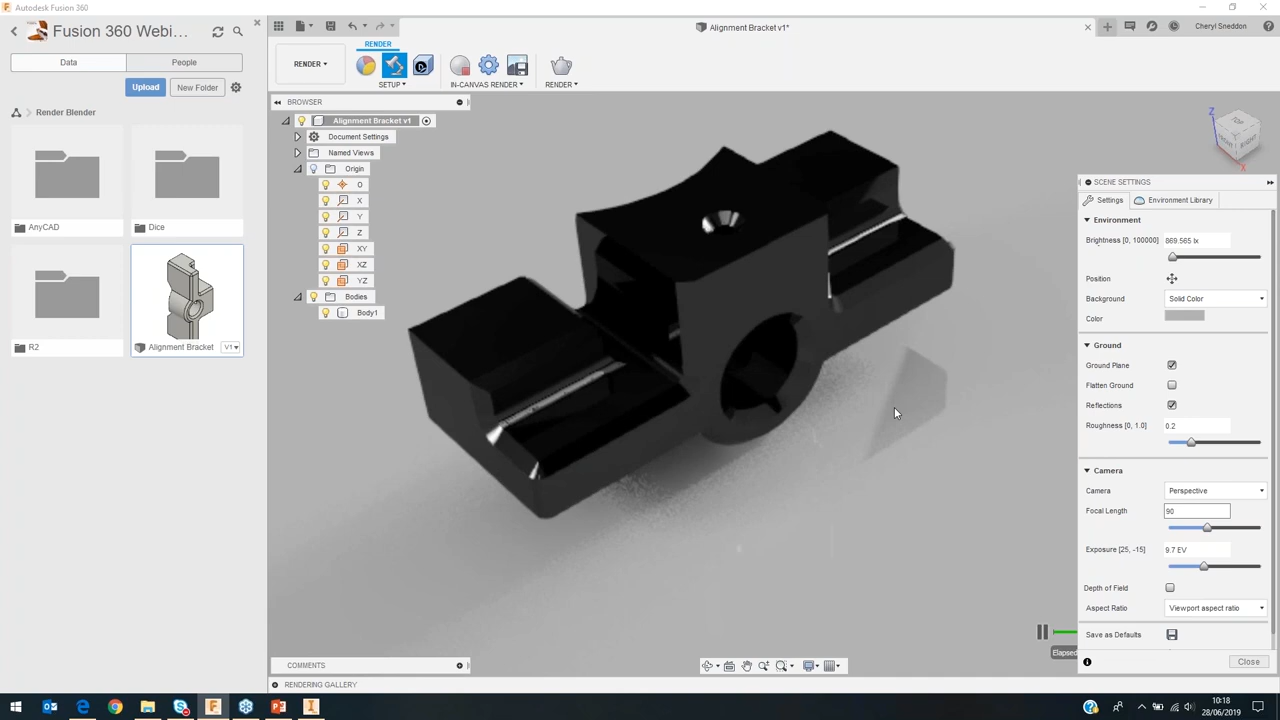 Autodesk Fusion 360
Fusion 360 Webi...
Data
People
Upload
New Folder
Render Blender
AnyCAD
Dice
R2
Alignment Bracket
V1
Alignment Bracket v1*
Cheryl Sneddon
RENDER
RENDER
SETUP
IN-CANVAS RENDER
RENDER
BROWSER
Alignment Bracket v1
Document Settings
Named Views
Origin
O
X
Y
Z
XY
XZ
YZ
Bodies
Body1
Z
TOP
FRONT
RIGHT
X
SCENE SETTINGS
Settings
Environment Library
Environment
Brightness [0, 100000]
869.565 lx
Position
Background
Solid Color
Color
Ground
Ground Plane
Flatten Ground
Reflections
Roughness [0, 1.0]
0.2
Camera
Camera
Perspective
Focal Length
90
Exposure [25, -15]
9.7 EV
Depth of Field
Aspect Ratio
Viewport aspect ratio
Save as Defaults
Close
Elapsed
COMMENTS
RENDERING GALLERY
10:18
28/06/2019